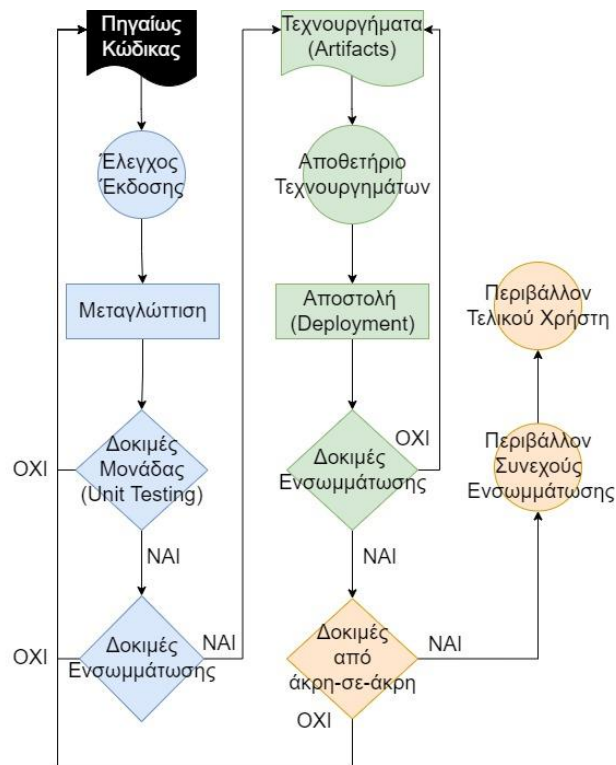 Πηγαίως
Κώδικας
Έλεγχος
Έκδοσης
Μεταγλώττιση
Δοκιμές
Μονάδας
(Unit Testing)
ΟΧΙ
ΝΑΙ
Δοκιμές
Ενσωμμάτωσης
ΟΧΙ
ΝΑΙ
Τεχνουργήματα
(Artifacts)
Αποθετήριο
Τεχνουργημάτων
Αποστολή
(Deployment)
Δοκιμές
Ενσωμμάτωσης
ΟΧΙ
ΝΑΙ
Δοκιμές
από
άκρη-σε-άκρη
ΟΧΙ
ΝΑΙ
Περιβάλλον
Τελικού Χρήστη
Περιβάλλον
Συνεχούς
Ενσωμμάτωσης